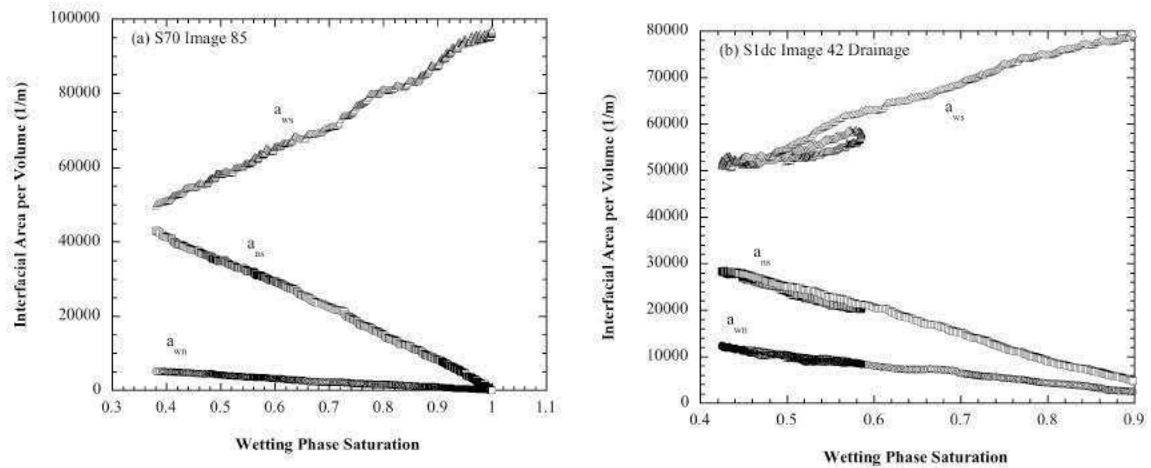 100000
80000
60000
40000
20000
0
0.3 0.4 0.5 0.6 0.7 0.8 0.9 1 1.1
(a) S70 Image 85
a ws
a ns
a wn
Interfacial Area per Volume (1/m)
Wetting Phase Saturation
80000
70000
60000
50000
40000
30000
20000
10000
0
0.4 0.5 0.6 0.7 0.8 0.9
(b) S1dc Image 42 Drainage
a ws
a ns
a wn
Interfacial Area per Volume (1/m)
Wetting Phase Saturation